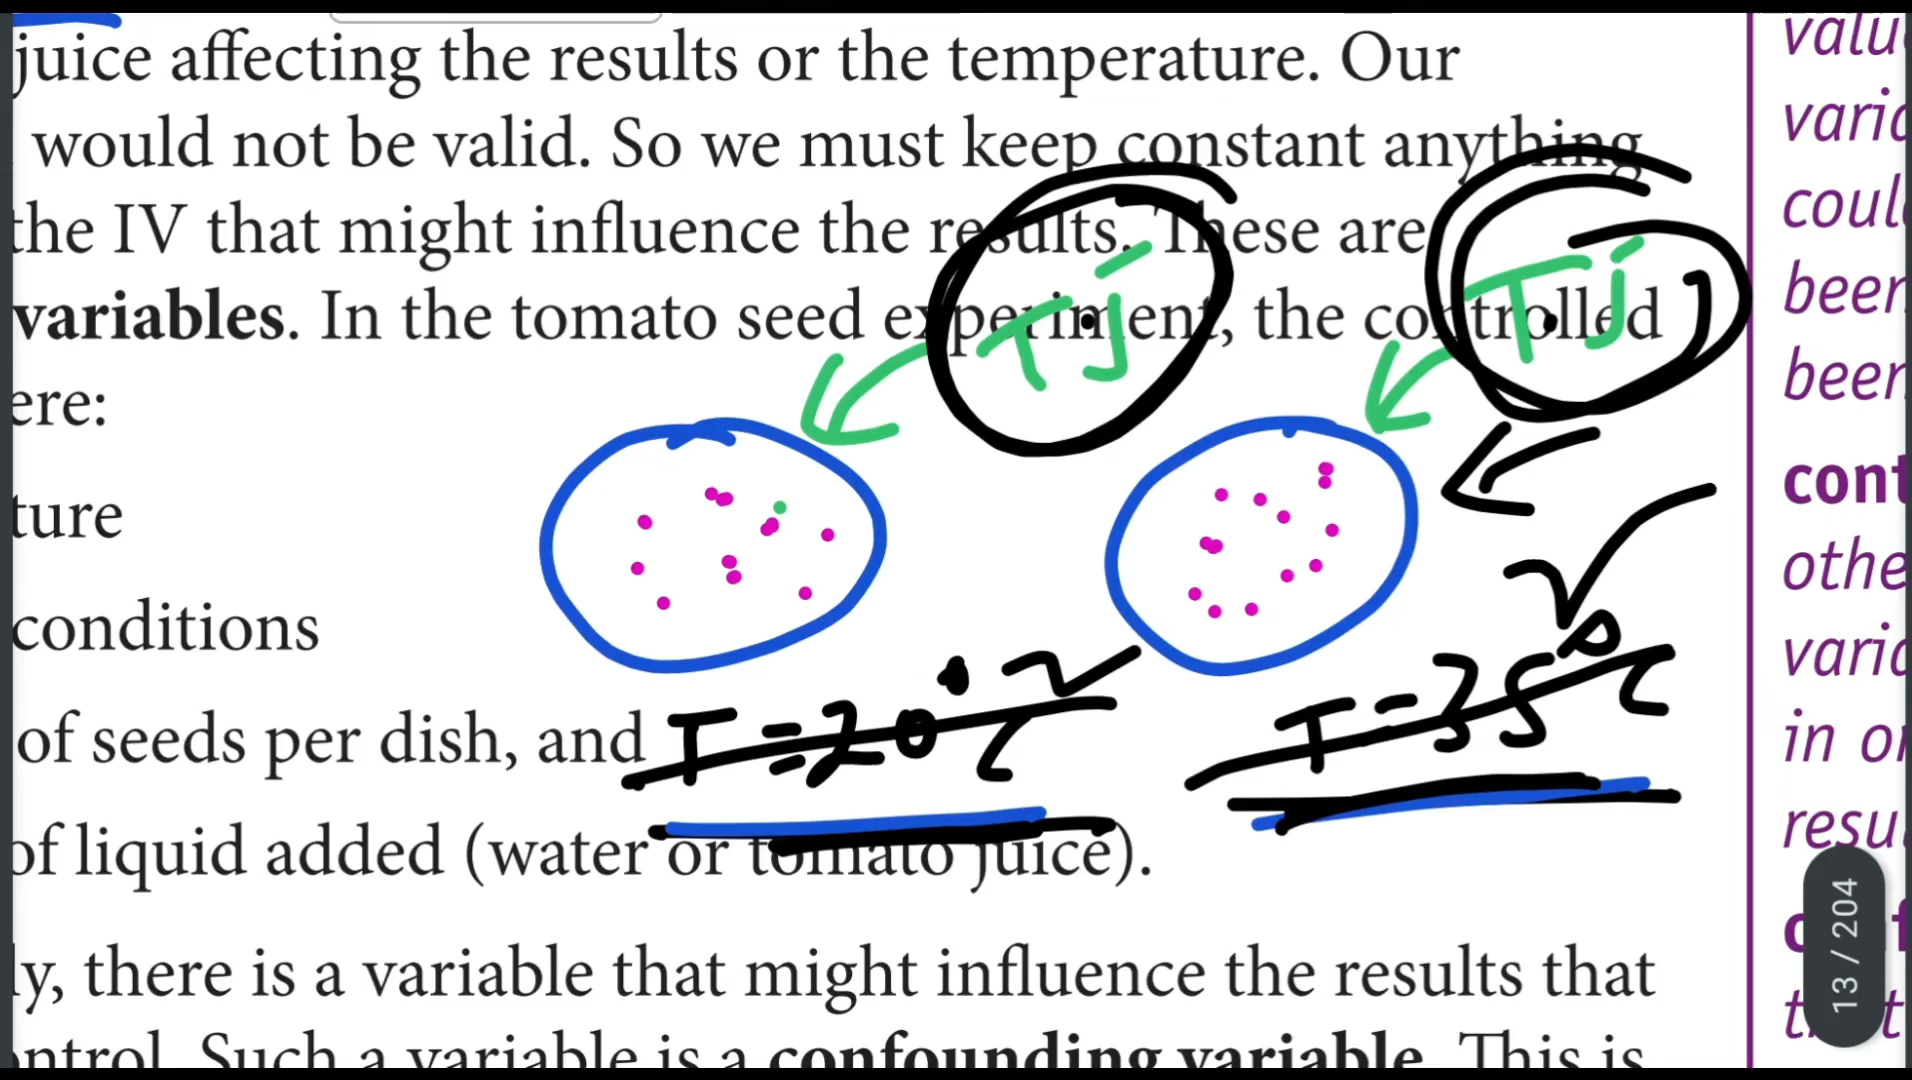 juice affecting the results or the temperature. Our
would not be valid. So we must keep constant anything
the IV that might influence the results. These are
variables. In the tomato seed experiment, the controlled
ere:
TJ
TJ
ture
conditions
of seeds per dish, and
T = 20°C
T = 35°C
of liquid added (water or tomato juice).
ly, there is a variable that might influence the results that
ontrol. Such a variable is a confounding variable. This is
valu
varia
coul
been
been
cont
othe
varia
in or
resu
13 / 204